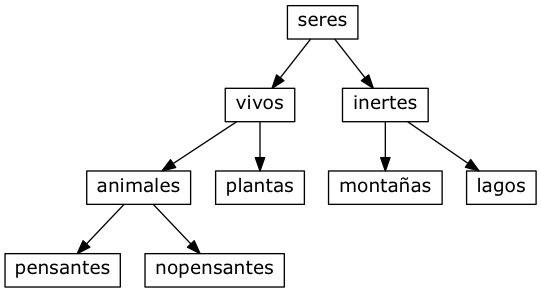 seres
vivos
inertes
animales
plantas
montañas
lagos
pensantes
nopensantes